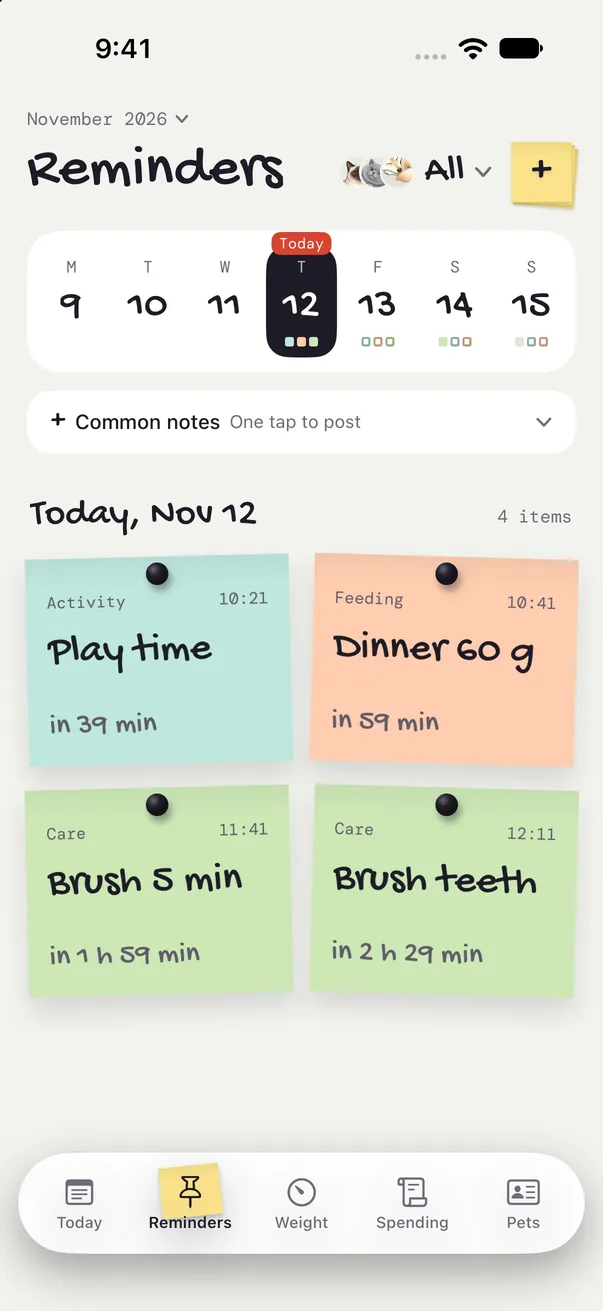 9:41
November 2026
Reminders All +
Today
M T W T F S S
9 10 11 12 13 14 15
+ Common notes One tap to post
Today, Nov 12 4 items
Activity 10:21
Play time
in 39 min
Feeding 10:41
Dinner 60 g
in 59 min
Care 11:41
Brush 5 min
in 1 h 59 min
Care 12:11
Brush teeth
in 2 h 29 min
Today Reminders Weight Spending Pets